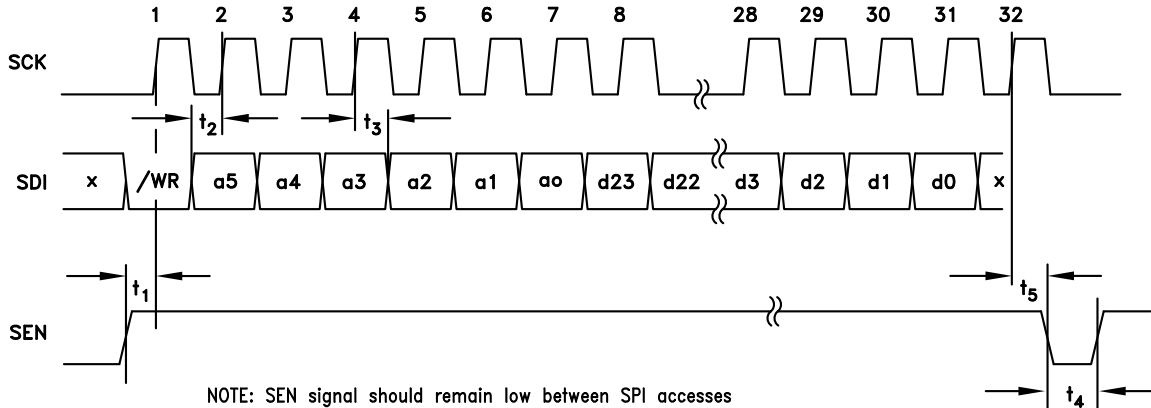 1 2 3 4 5 6 7 8 28 29 30 31 32
SCK
t2 t3
SDI x /WR a5 a4 a3 a2 a1 ao d23 d22 d3 d2 d1 d0 x
t1 t5
SEN
NOTE: SEN signal should remain low between SPI accesses
t4